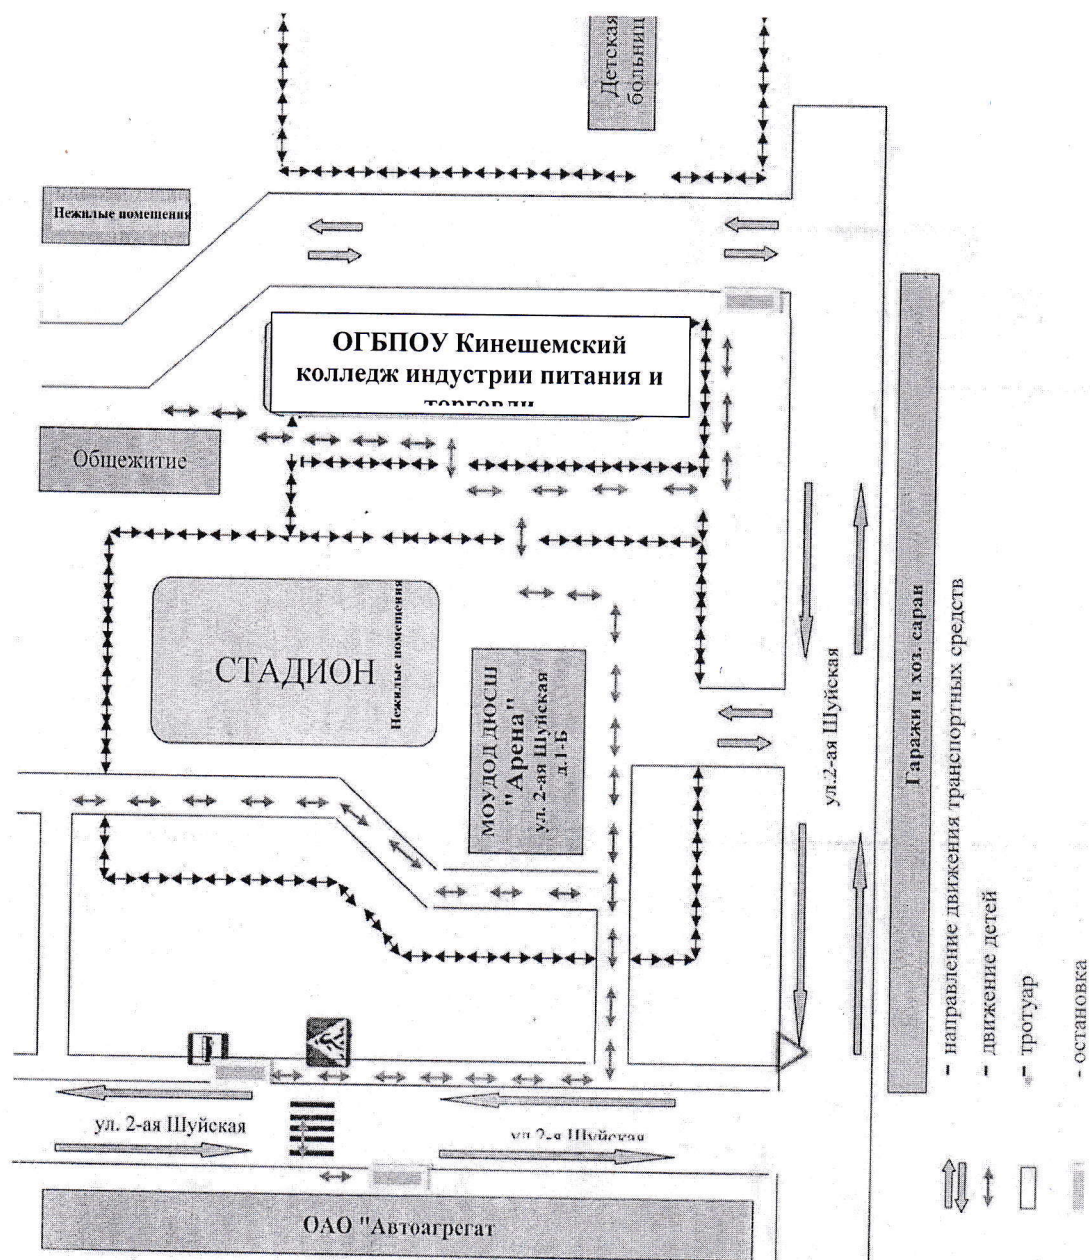 Детская
больниц
Нежилые помещения
ОГБПОУ Кинешемский
колледж индустрии питания и
торговли
Общежитие
СТАДИОН
Нежилые помещения
МОУДОД ДЮСШ
"Арена"
ул. 2-ая Шуйская
д.1-Б
ул.2-ая Шуйская
Гаражи и хоз. саран
ул. 2-ая Шуйская
ул 2-я Шуйская
ОАО "Автоагрегат
- направление движения транспортных средств
- движение детей
- тротуар
- остановка